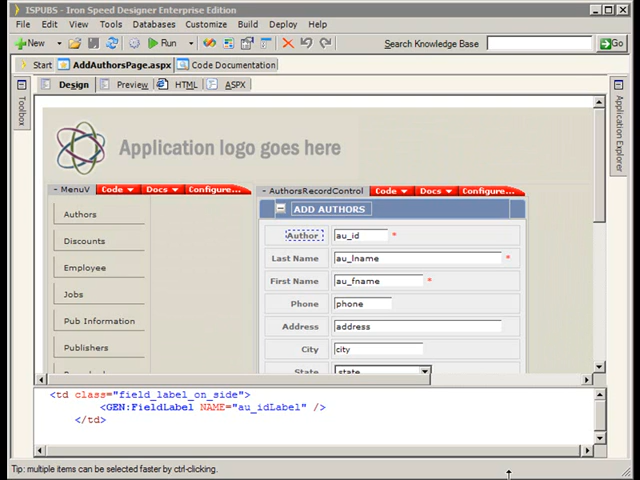 ISPUBS - Iron Speed Designer Enterprise Edition
File Edit View Tools Databases Customize Build Deploy Help
New Run Search Knowledge Base Go
Start AddAuthorsPage.aspx Code Documentation
Design Preview HTML ASPX
Toolbox
Application Explorer
Application logo goes here
- MenuV Code Docs Configure...
- AuthorsRecordControl Code Docs Configure...
ADD AUTHORS
Authors
Discounts
Employee
Jobs
Pub Information
Publishers
Author au_id *
Last Name au_lname *
First Name au_fname *
Phone phone
Address address
City city
State state
<td class="field_label_on_side">
<GEN:FieldLabel NAME="au_idLabel" />
</td>
Tip: multiple items can be selected faster by ctrl-clicking.